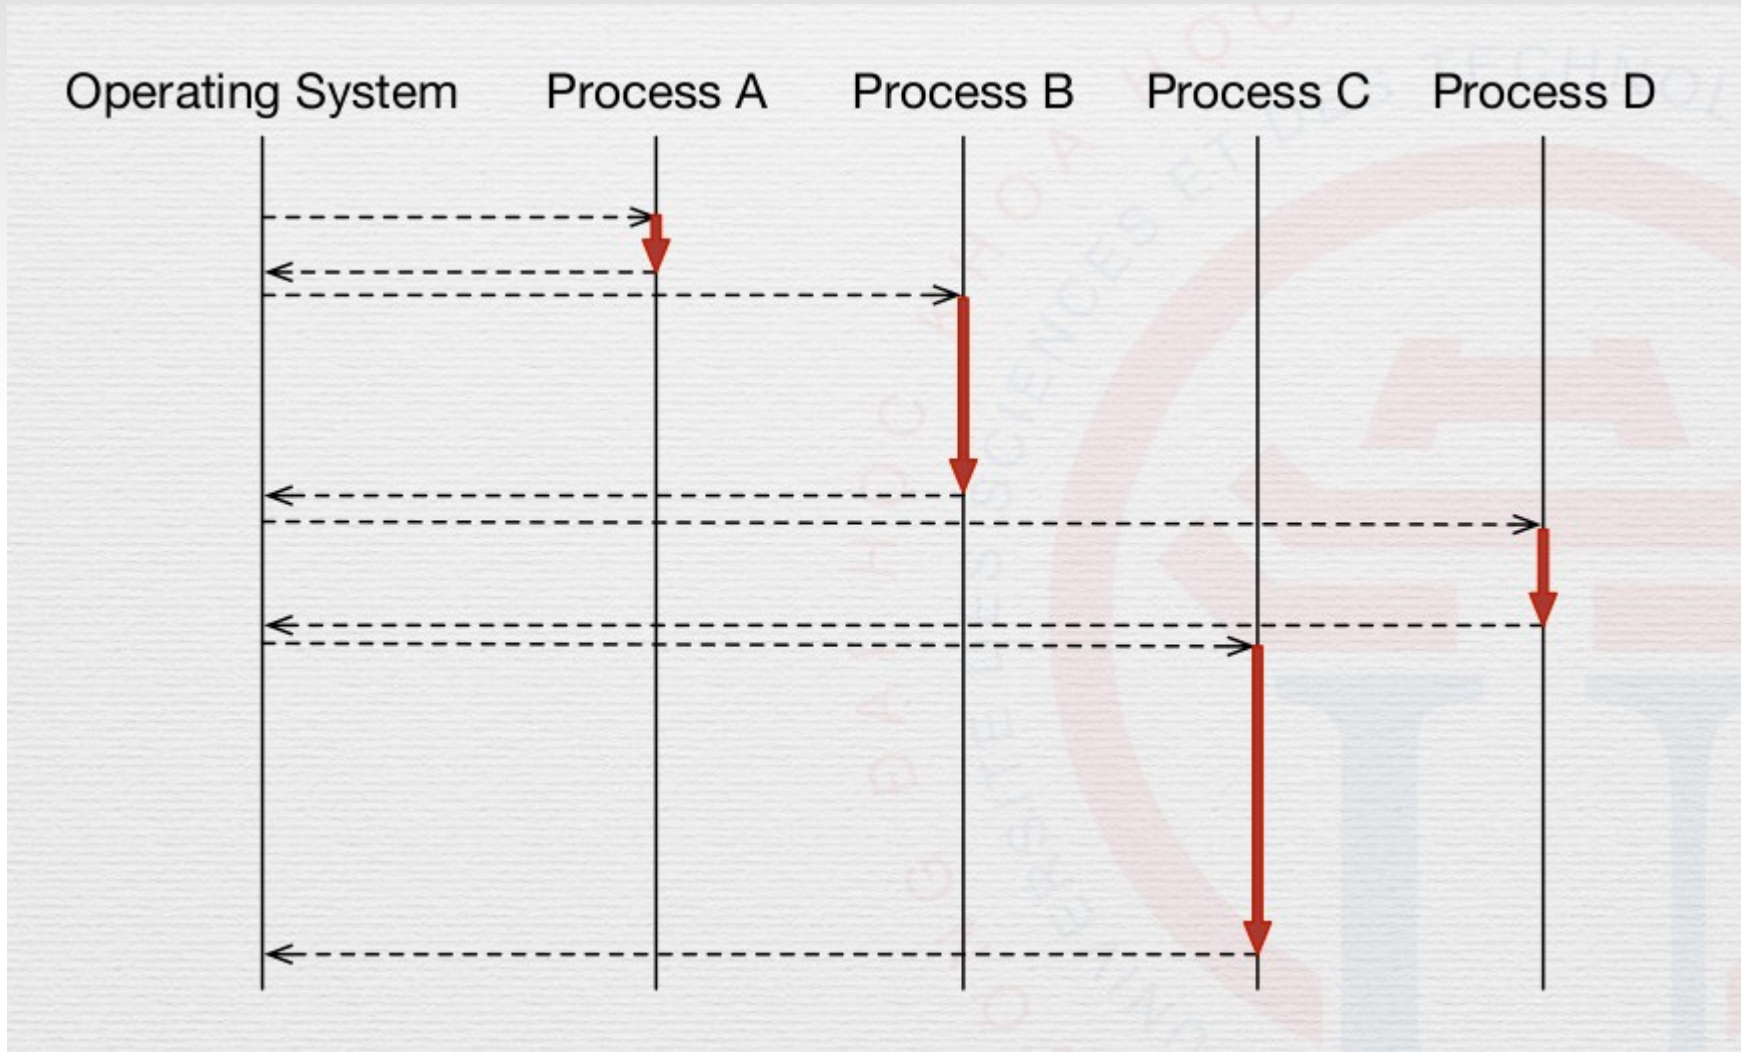 Operating System
Process A
Process B
Process C
Process D